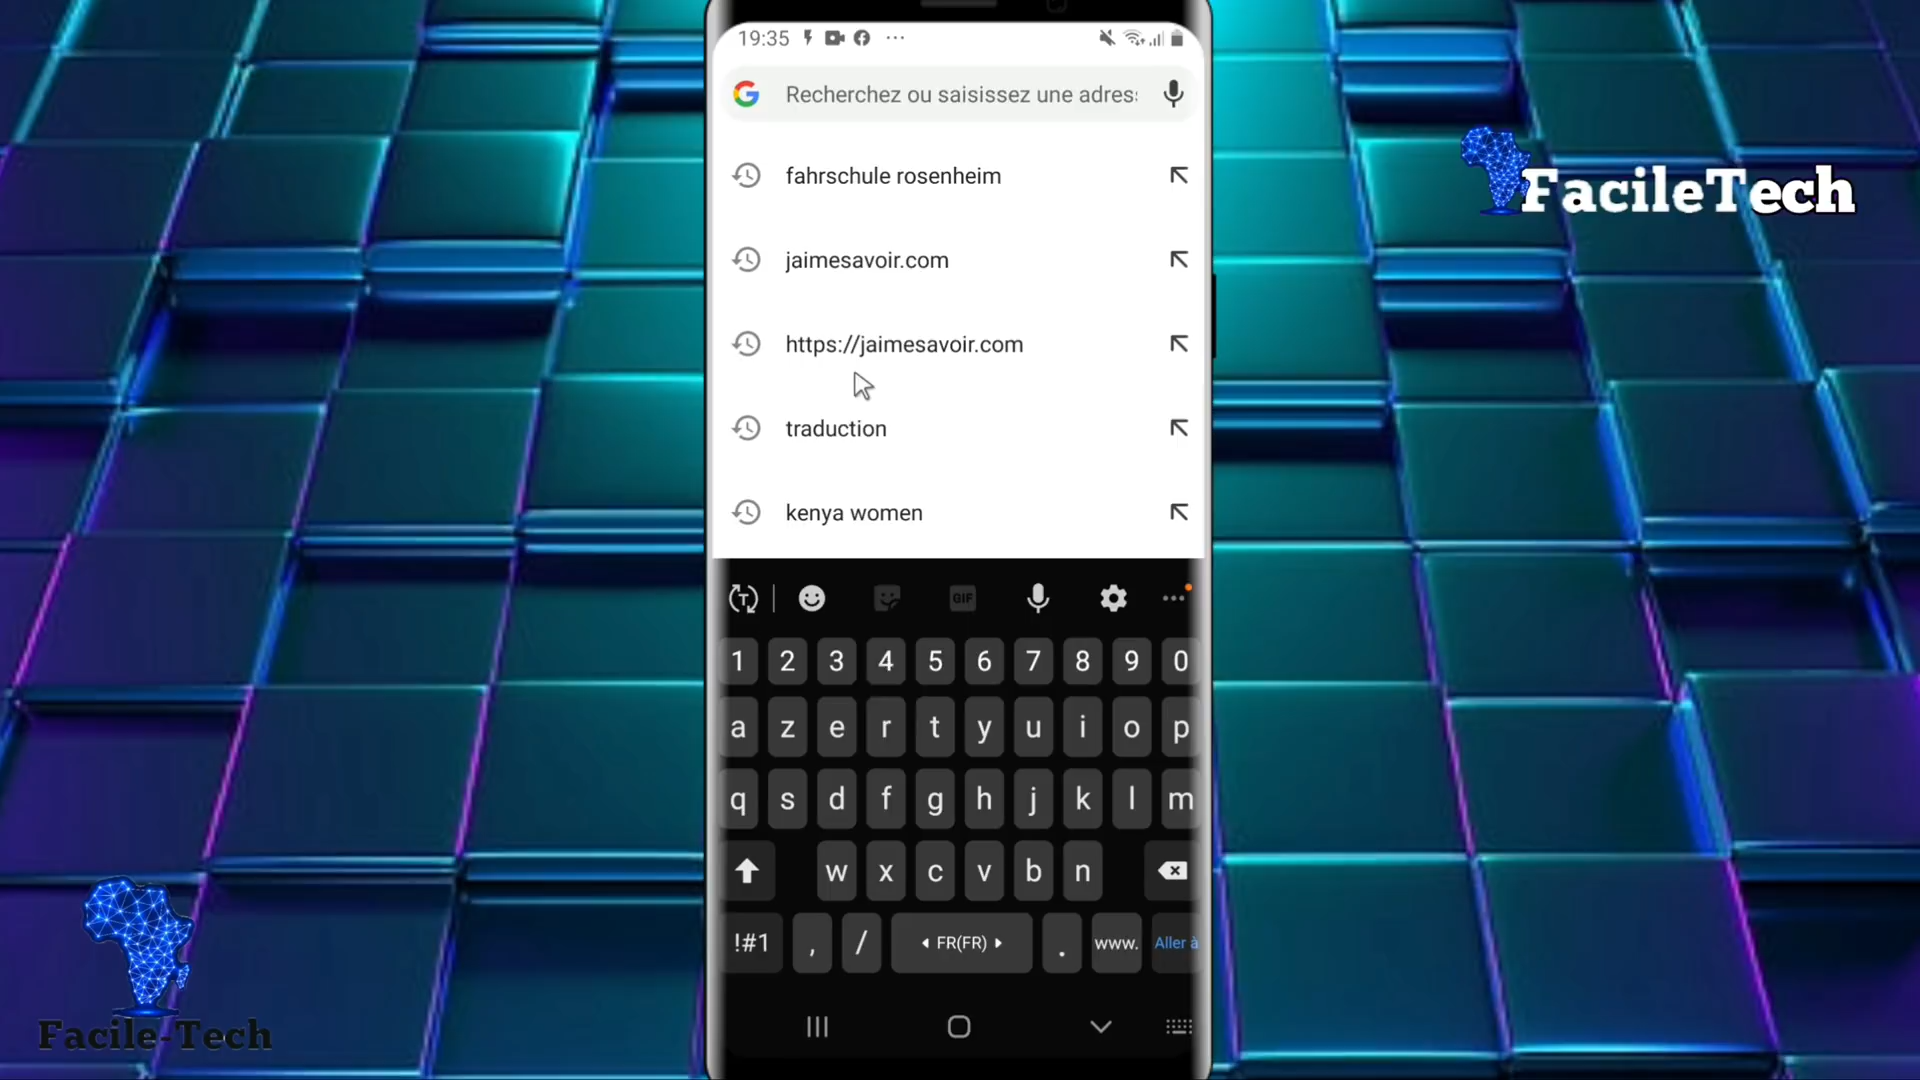 19:35
Recherchez ou saisissez une adres
fahrschule rosenheim
jaimesavoir.com
https://jaimesavoir.com
traduction
kenya women
FacileTech
GIF
1 2 3 4 5 6 7 8 9 0
a z e r t y u i o p
q s d f g h j k l m
w x c v b n
!#1 , / FR(FR) . www. Aller à
Facile-Tech